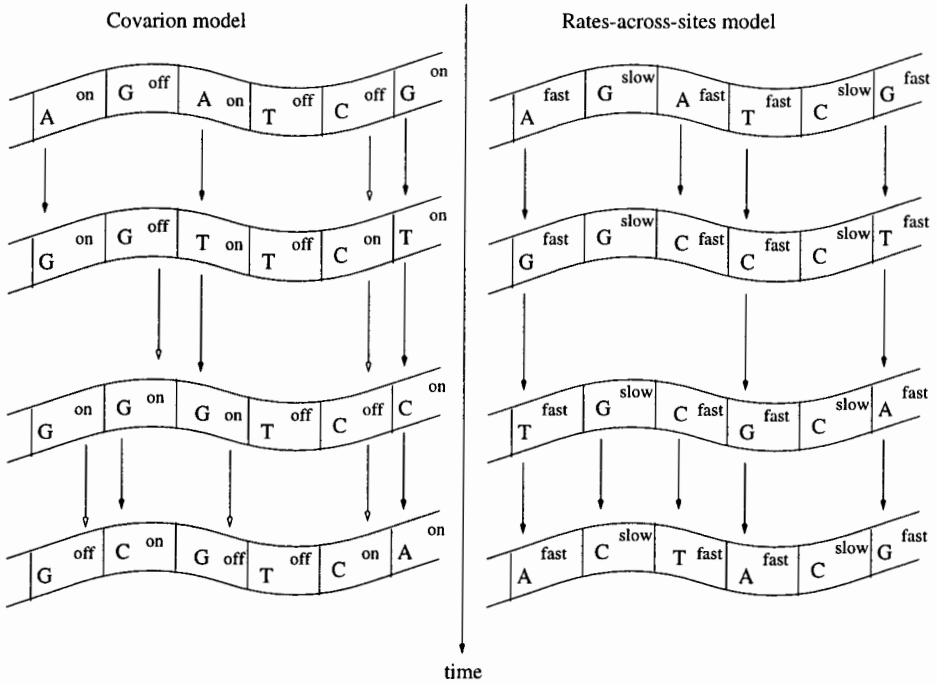 Covarion model
Rates-across-sites model
A on G off A on T off C off G on
A fast G slow A fast T fast C slow G fast
G on G off T on T off C on T on
G fast G slow C fast C fast C slow T fast
G on G on G on T off C off C on
T fast G slow C fast G fast C slow A fast
G off C on G off T off C on A on
A fast C slow T fast A fast C slow G fast
time